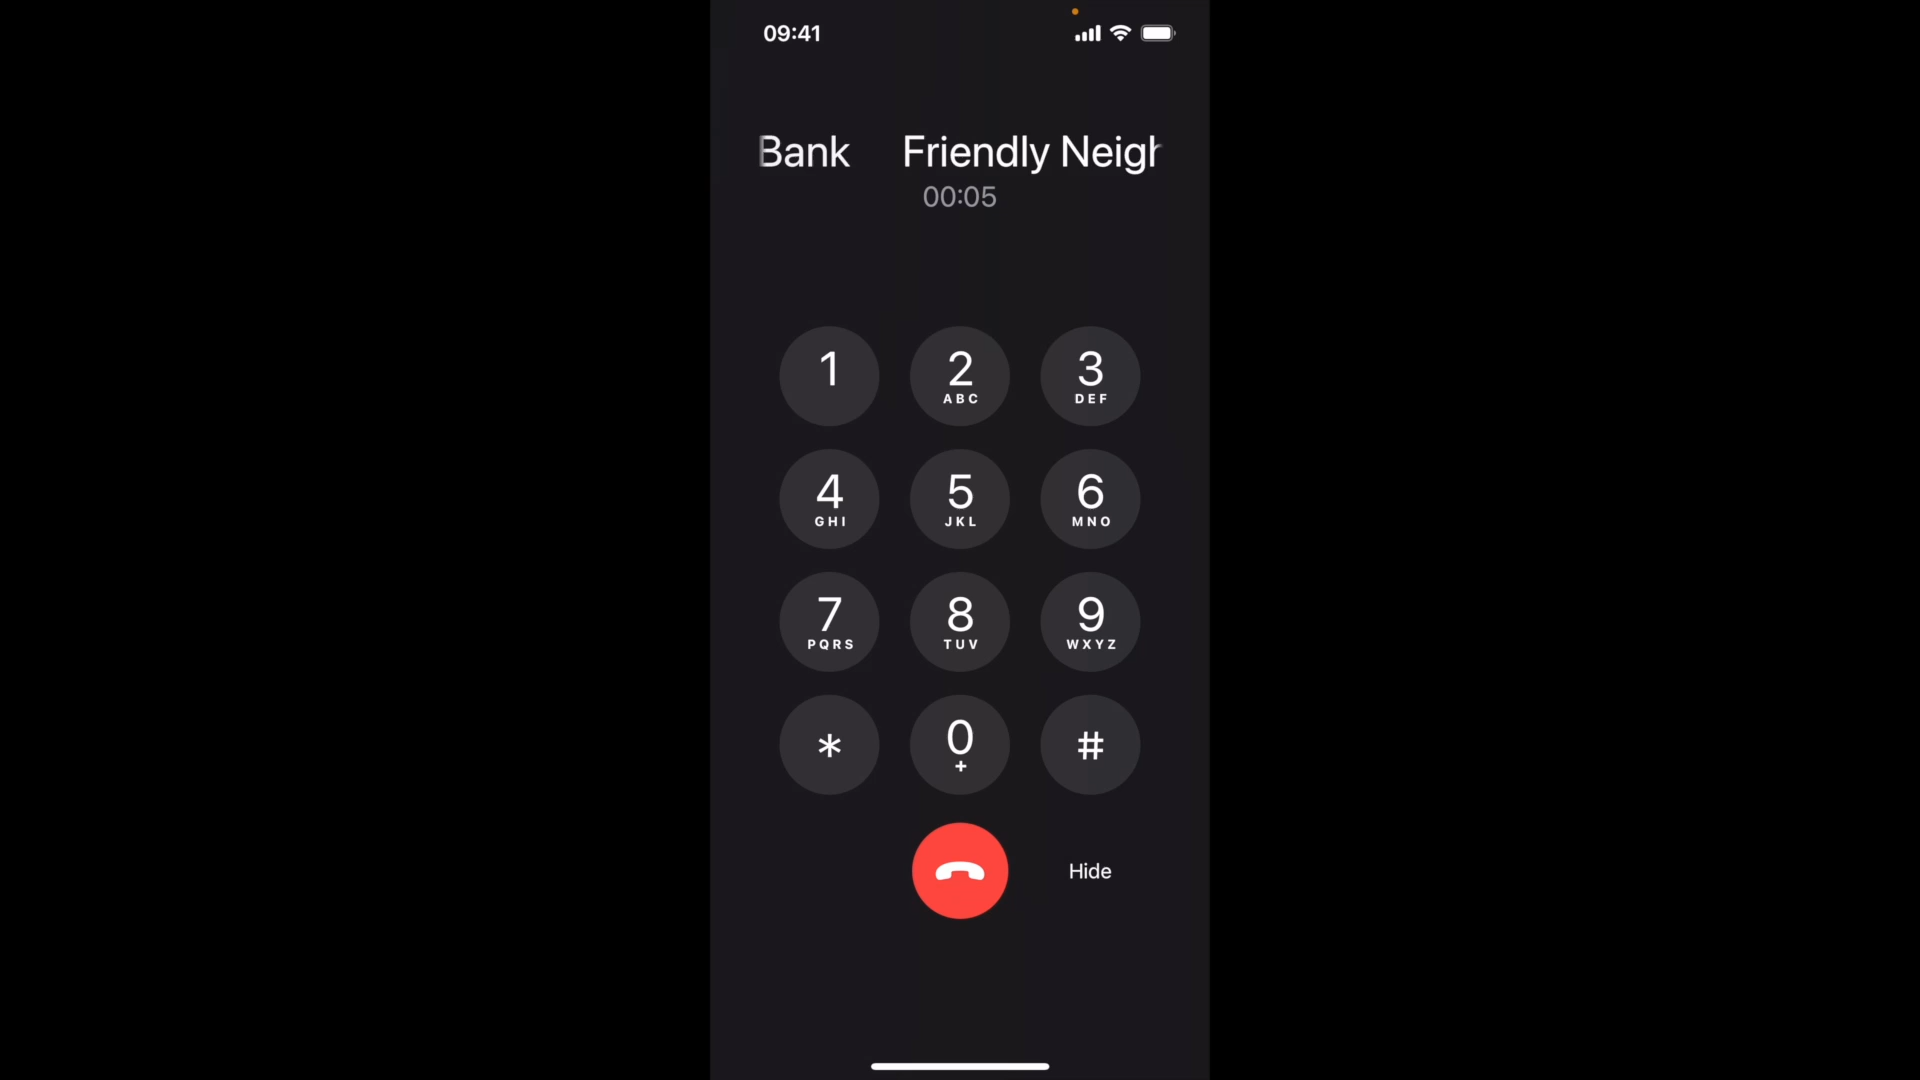 09:41
Bank Friendly Neigh
00:05
1 2 3
ABC DEF
4 5 6
GHI JKL MNO
7 8 9
PQRS TUV WXYZ
* 0 #
+
Hide